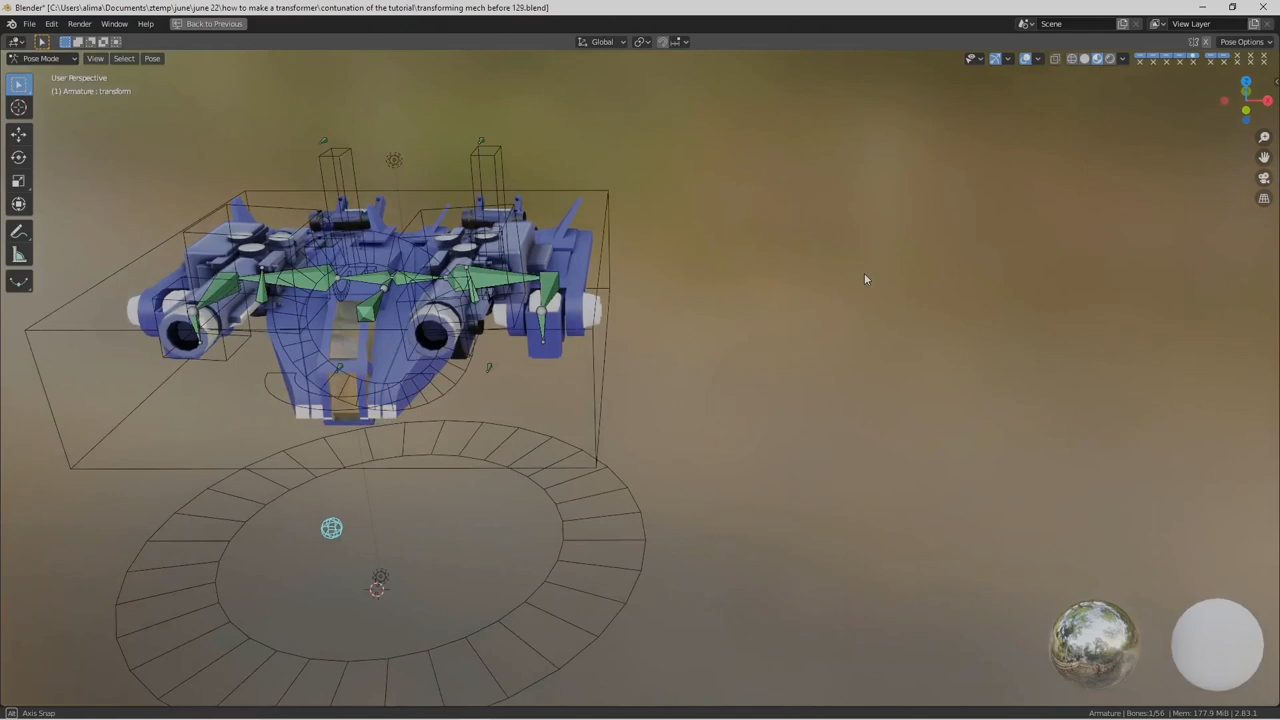 Blender* [C:\Users\alima\Documents\ztemp\june\june 22\how to make a transformer\contunation of the tutorial\transforming mech before 129.blend]
File Edit Render Window Help Back to Previous Scene View Layer
Global Pose Options
Pose Mode View Select Pose
User Perspective
(1) Armature : transform
Z
X
Axis Snap Armature | Bones:1/56 | Mem: 177.9 MiB | 2.83.1